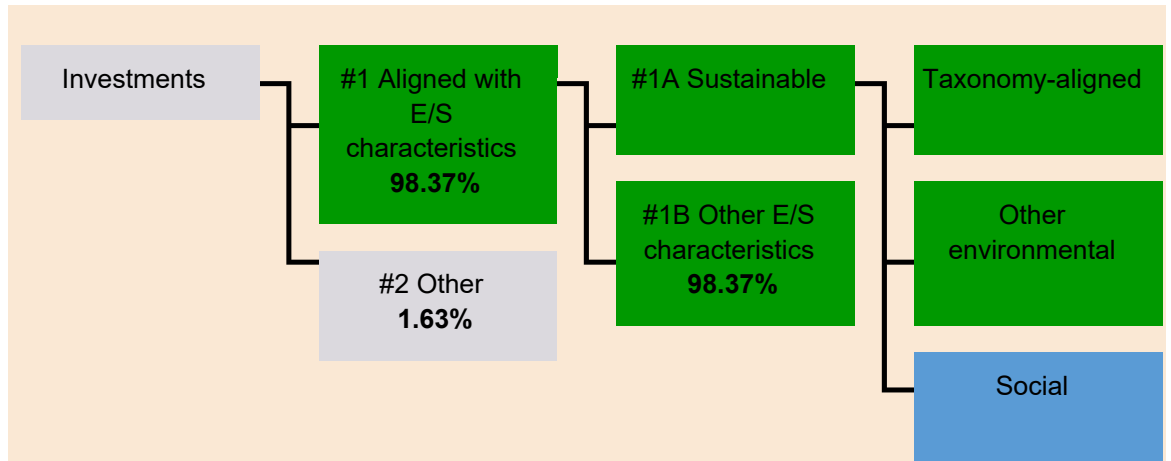 Investments
#1 Aligned with
E/S
characteristics
98.37%
#2 Other
1.63%
#1A Sustainable
#1B Other E/S
characteristics
98.37%
Taxonomy-aligned
Other
environmental
Social